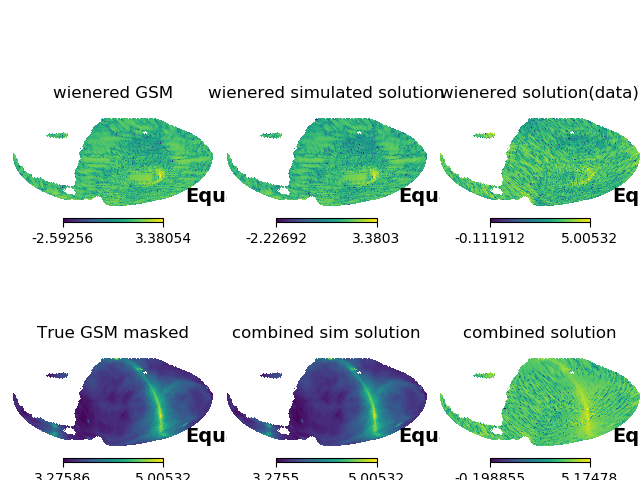 wienered GSM
wienered simulated solution
wienered solution(data)
Equ
Equ
Eq
-2.59256 3.38054
-2.22692 3.3803
-0.111912 5.00532
True GSM masked
combined sim solution
combined solution
Equ
Equ
Eq
3.27586 5.00532
3.2755 5.00532
-0.198855 5.17478